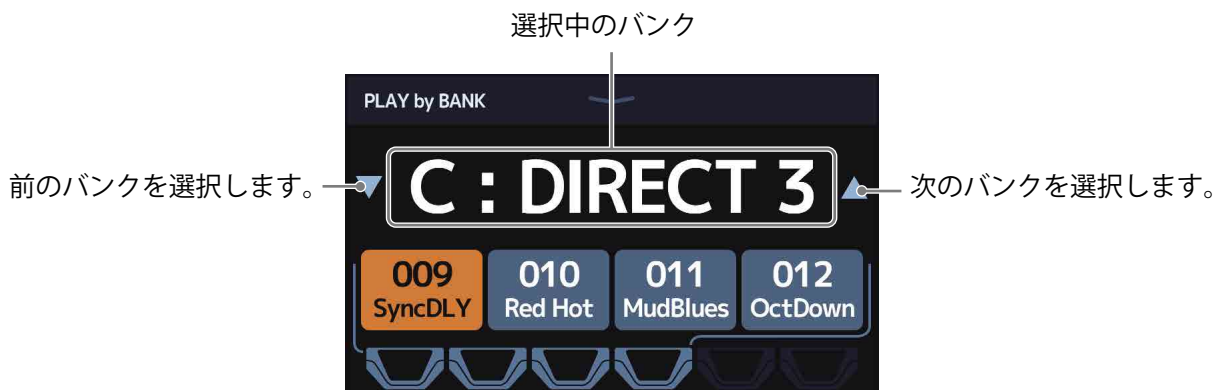 選択中のバンク
PLAY by BANK
前のバンクを選択します。
C : DIRECT 3
次のバンクを選択します。
009
SyncDLY
010
Red Hot
011
MudBlues
012
OctDown